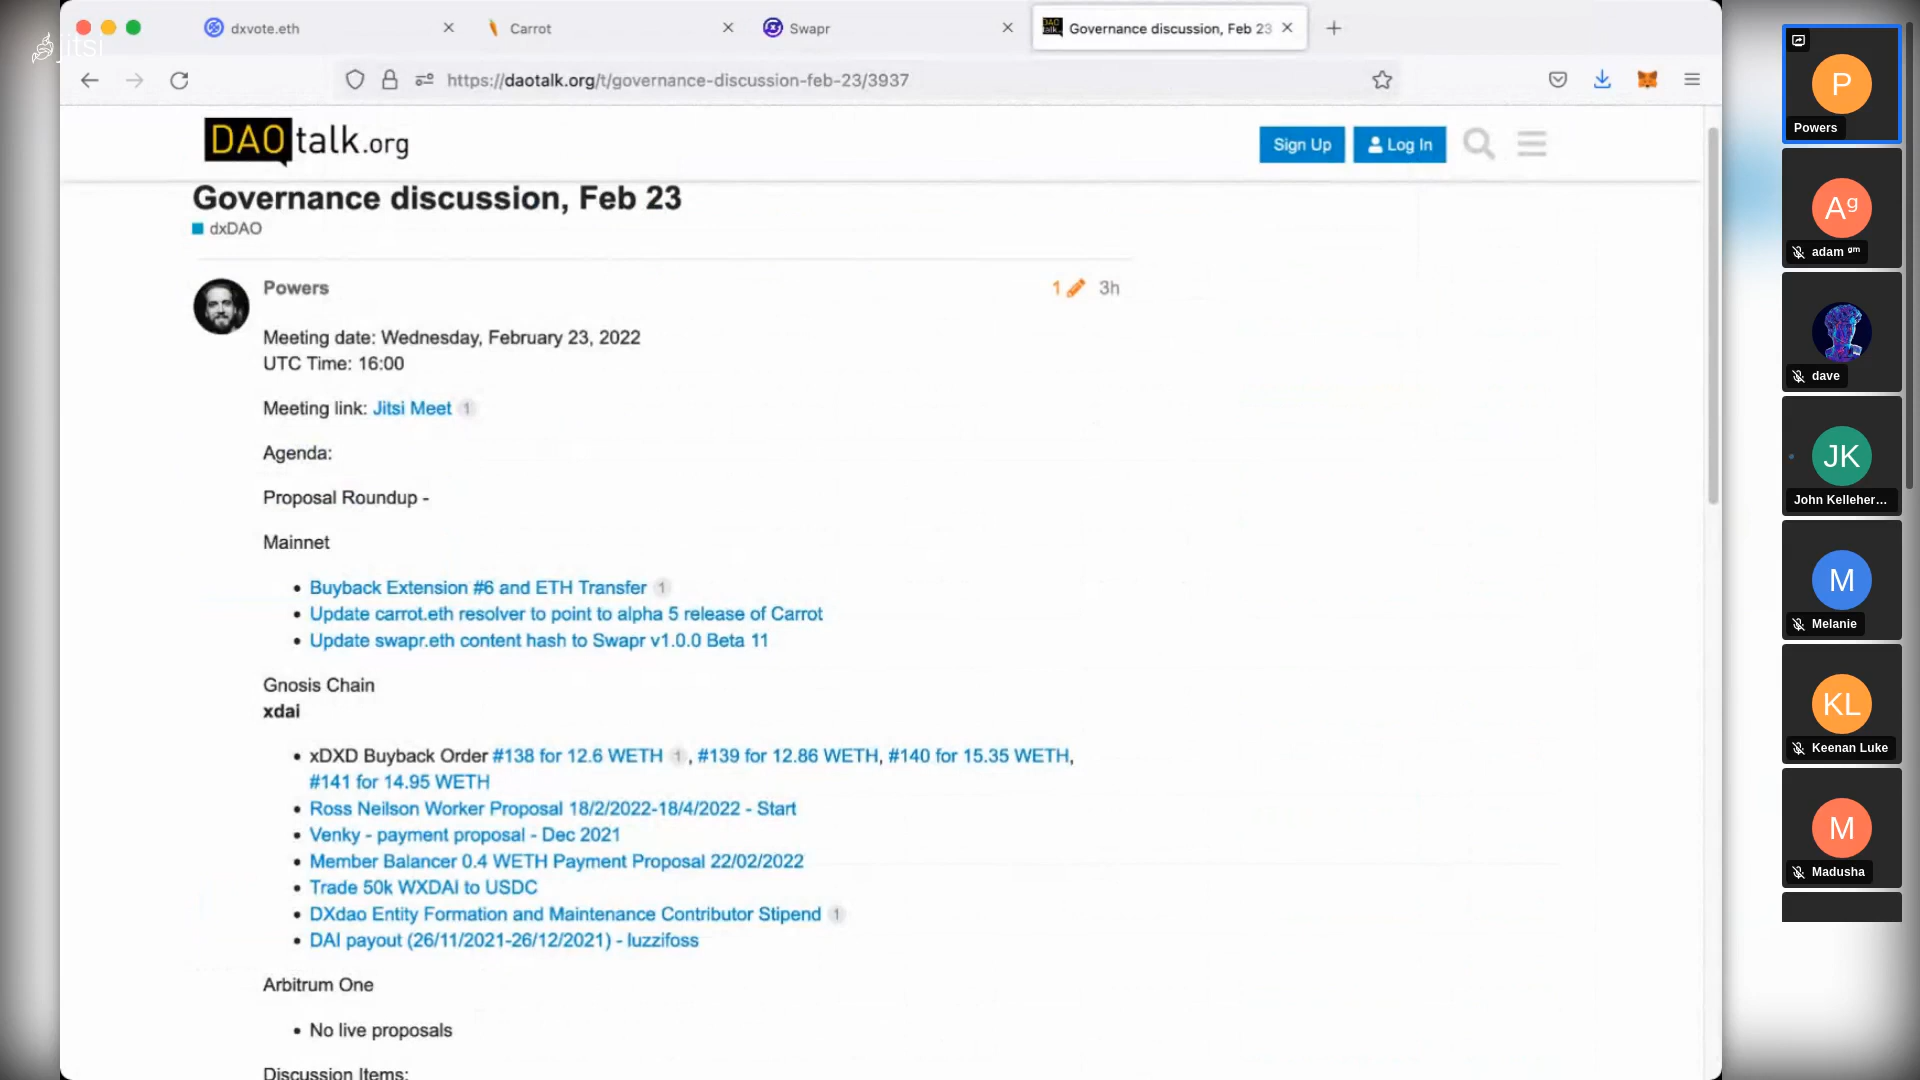 dxvote.eth
Carrot
Swapr
Governance discussion, Feb 23
jitsi
https://daotalk.org/t/governance-discussion-feb-23/3937
DAOtalk.org
Sign Up
Log In
Governance discussion, Feb 23
dxDAO
Powers
1
3h
Meeting date: Wednesday, February 23, 2022
UTC Time: 16:00
Meeting link: Jitsi Meet 1
Agenda:
Proposal Roundup -
Mainnet
• Buyback Extension #6 and ETH Transfer 1
• Update carrot.eth resolver to point to alpha 5 release of Carrot
• Update swapr.eth content hash to Swapr v1.0.0 Beta 11
Gnosis Chain
xdai
• xDXD Buyback Order #138 for 12.6 WETH 1 , #139 for 12.86 WETH, #140 for 15.35 WETH,
#141 for 14.95 WETH
• Ross Neilson Worker Proposal 18/2/2022-18/4/2022 - Start
• Venky - payment proposal - Dec 2021
• Member Balancer 0.4 WETH Payment Proposal 22/02/2022
• Trade 50k WXDAI to USDC
• DXdao Entity Formation and Maintenance Contributor Stipend 1
• DAI payout (26/11/2021-26/12/2021) - luzzifoss
Arbitrum One
• No live proposals
Discussion Items:
P
Powers
Aᵍ
adam ᵍᵐ
dave
JK
John Kelleher...
M
Melanie
KL
Keenan Luke
M
Madusha